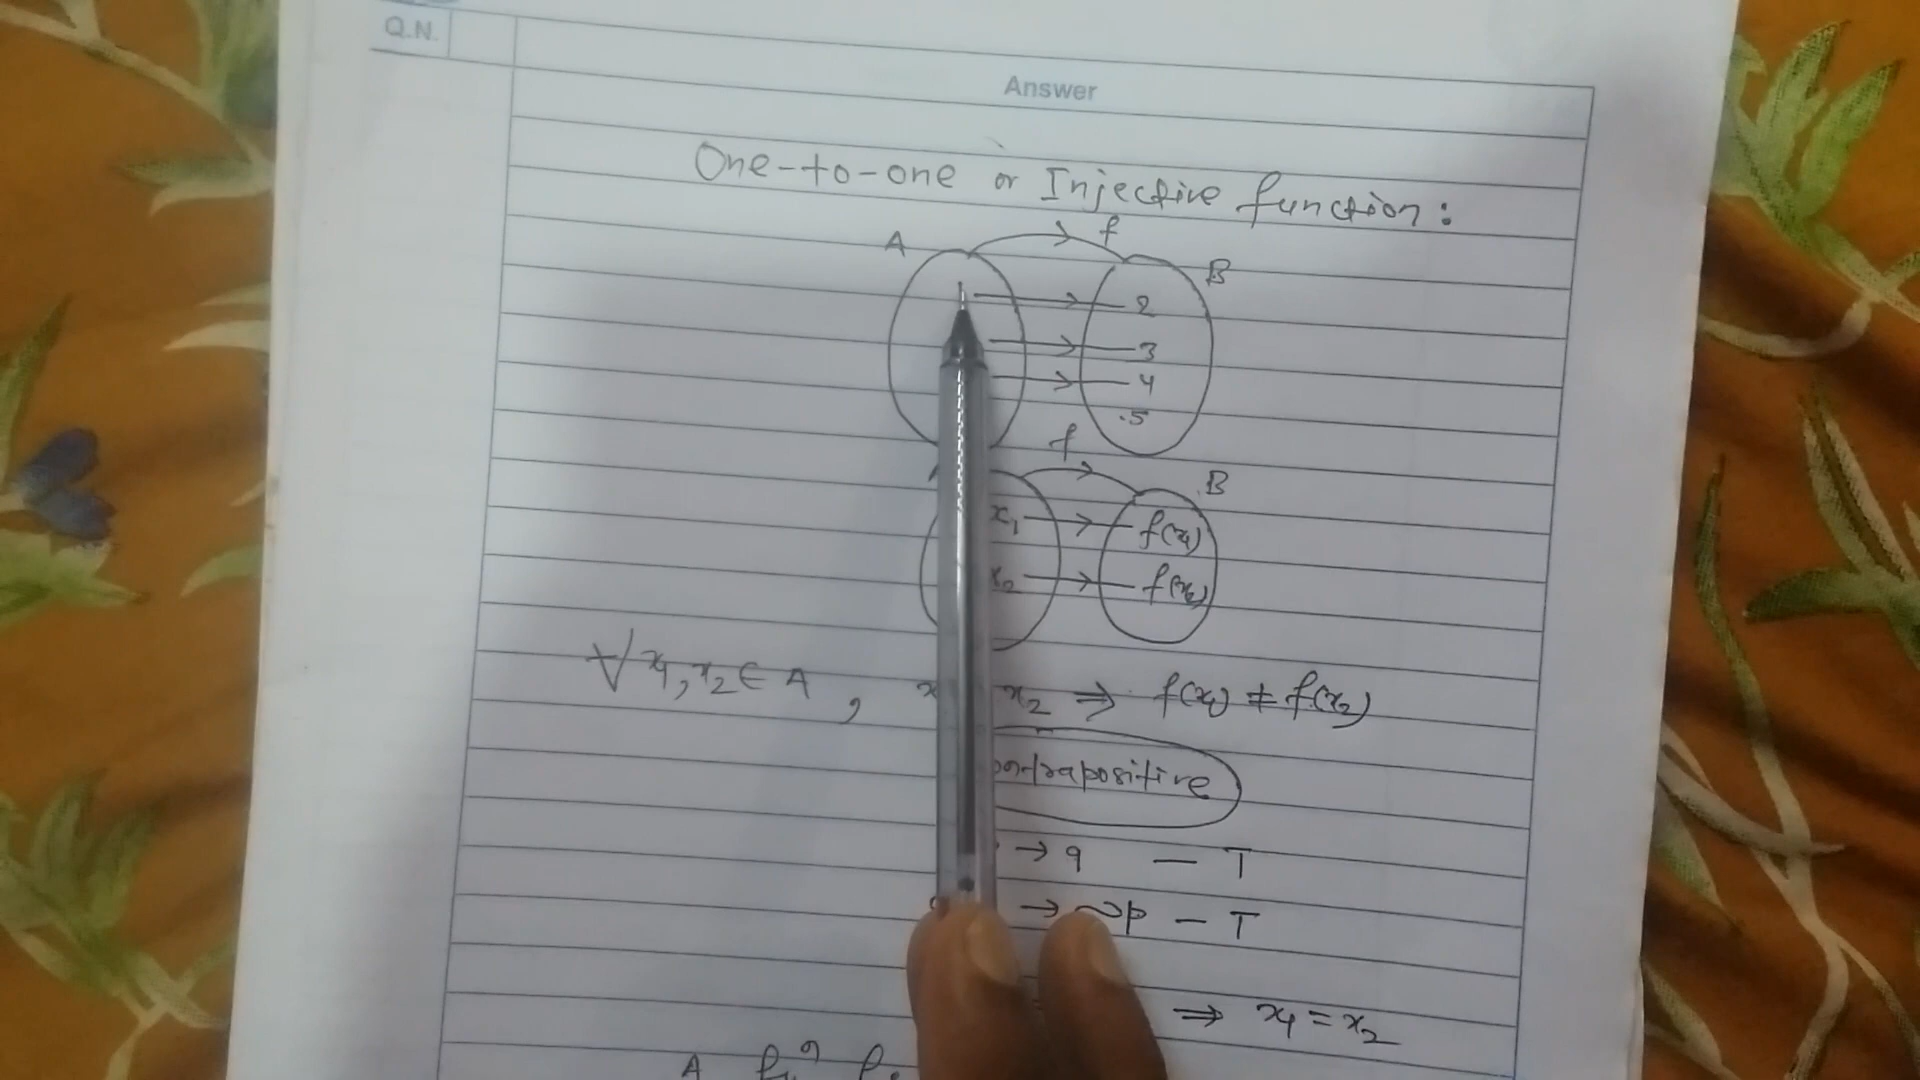 Q.N.
Answer
One-to-one or Injective function:
f
A
B
2
3
4
.5
f
B
x₁ f(x₁)
x₂ f(x₂)
∀ x₁, x₂ ∈ A , x₂ ⇒ f(x₁) ≠ f(x₂)
→ q — T
→ ~p — T
⇒ x₁ = x₂
A